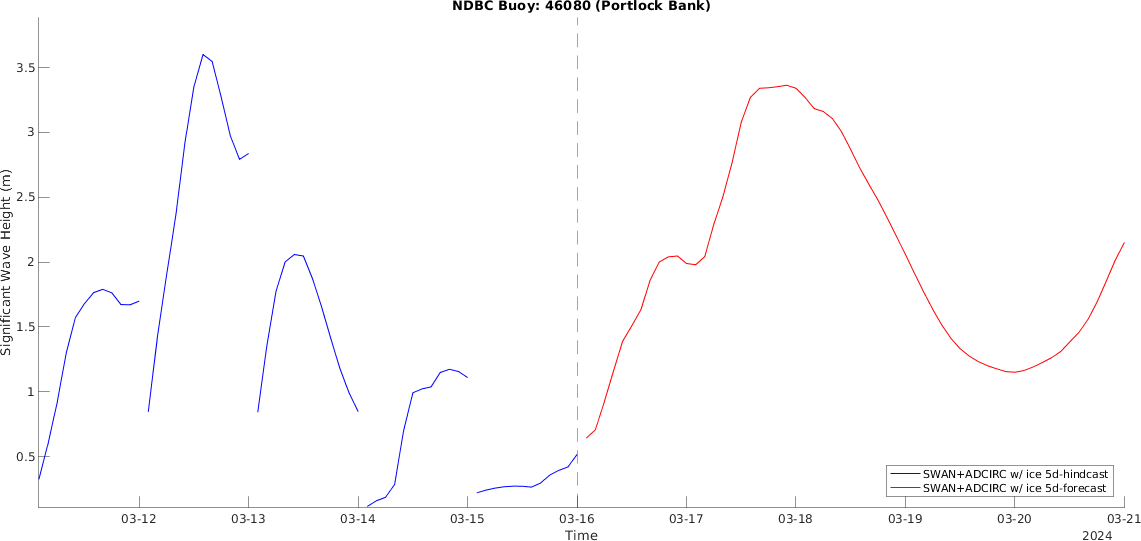 NDBC Buoy: 46080 (Portlock Bank)
3.5
3
2.5
2
1.5
1
0.5
Significant Wave Height (m)
SWAN+ADCIRC w/ ice 5d-hindcast
SWAN+ADCIRC w/ ice 5d-forecast
03-12 03-13 03-14 03-15 03-16 03-17 03-18 03-19 03-20 03-21
Time
2024